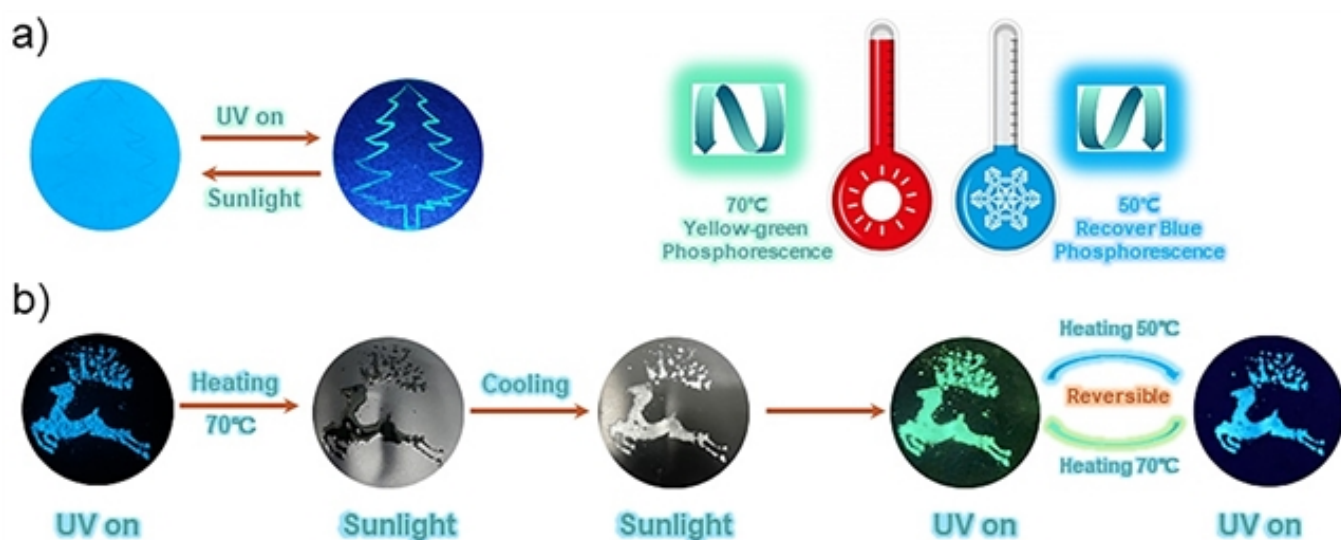 a)
UV on
Sunlight
70℃
Yellow-green
Phosphorescence
50℃
Recover Blue
Phosphorescence
b)
Heating
70℃
Cooling
Heating 50℃
Reversible
Heating 70℃
UV on
Sunlight
Sunlight
UV on
UV on